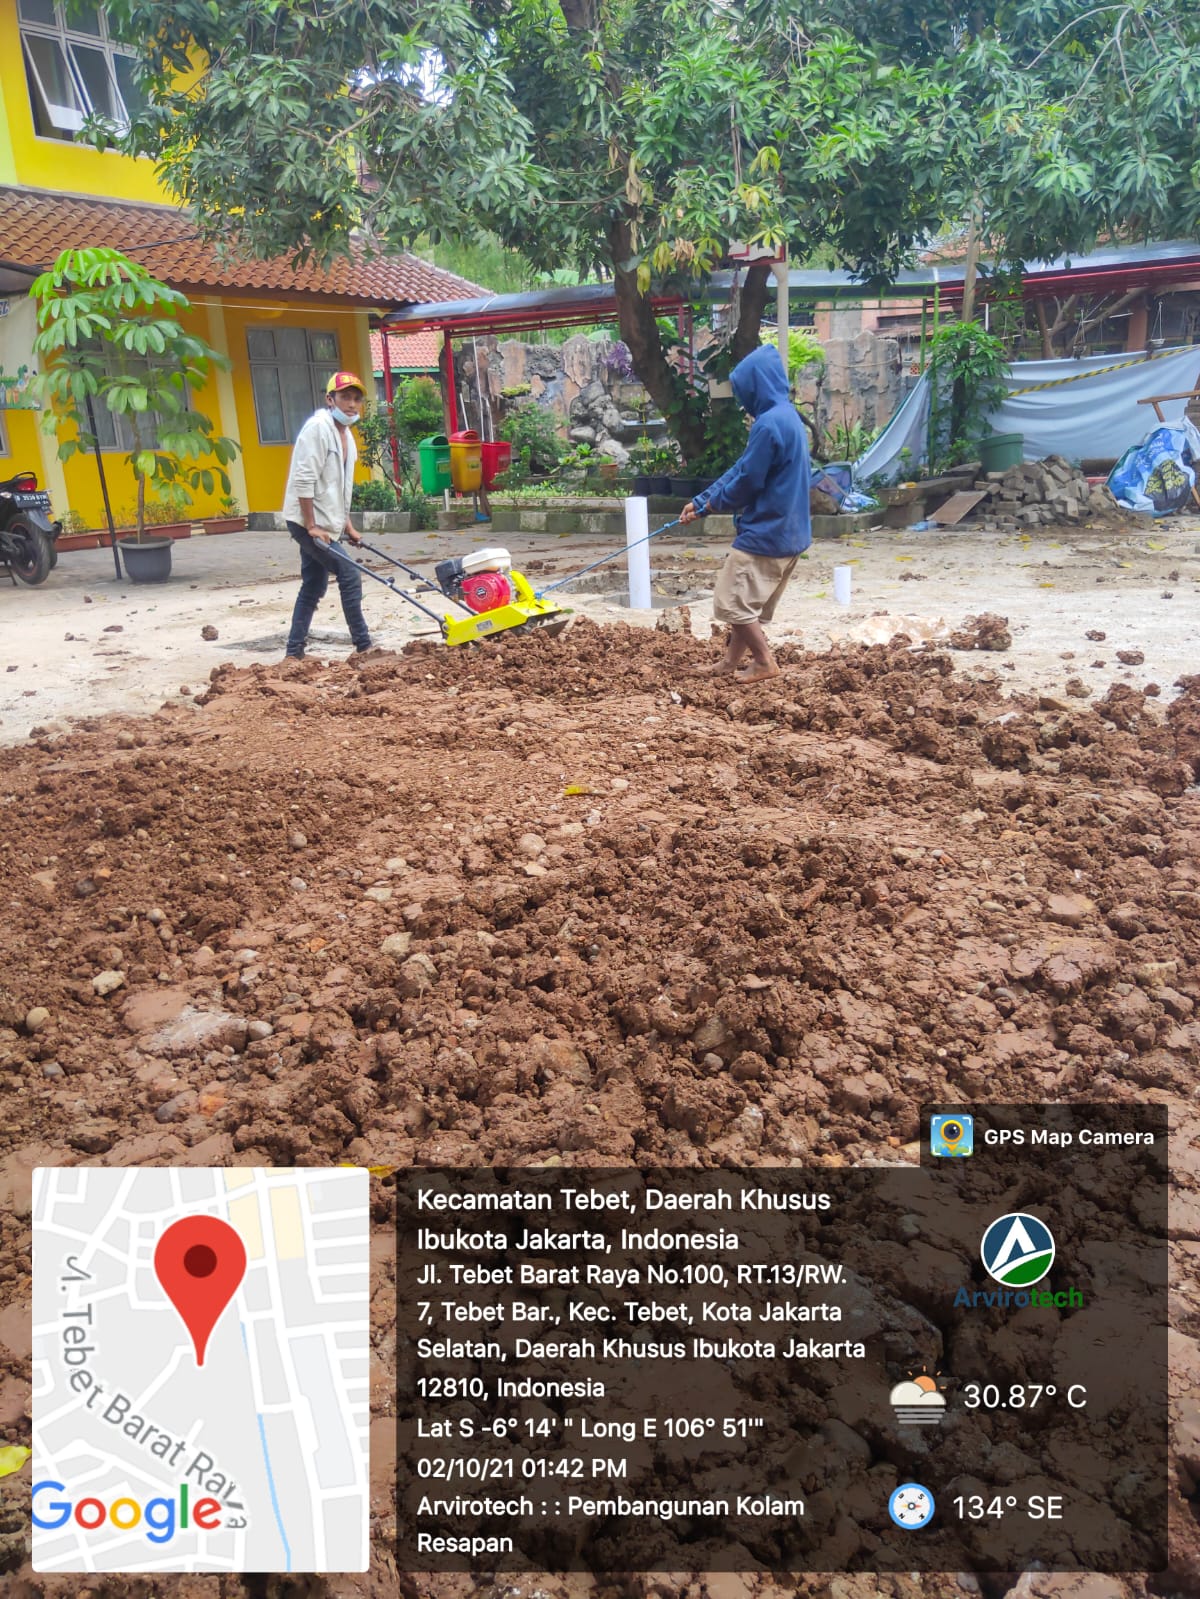 GPS Map Camera
Kecamatan Tebet, Daerah Khusus
Ibukota Jakarta, Indonesia
Jl. Tebet Barat Raya No.100, RT.13/RW.
7, Tebet Bar., Kec. Tebet, Kota Jakarta
Selatan, Daerah Khusus Ibukota Jakarta
12810, Indonesia
Lat S -6° 14' " Long E 106° 51'"
02/10/21 01:42 PM
Arvirotech : : Pembangunan Kolam
Resapan
Arvirotech
30.87° C
134° SE
Jl. Tebet Barat Raya
Google